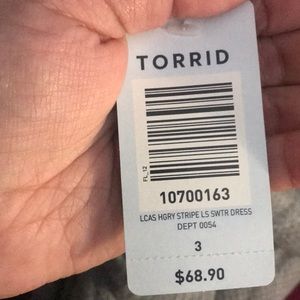 TORRID
FL_12
10700163
LCAS HGRY STRIPE LS SWTR DRESS
DEPT 0054
3
$68.90